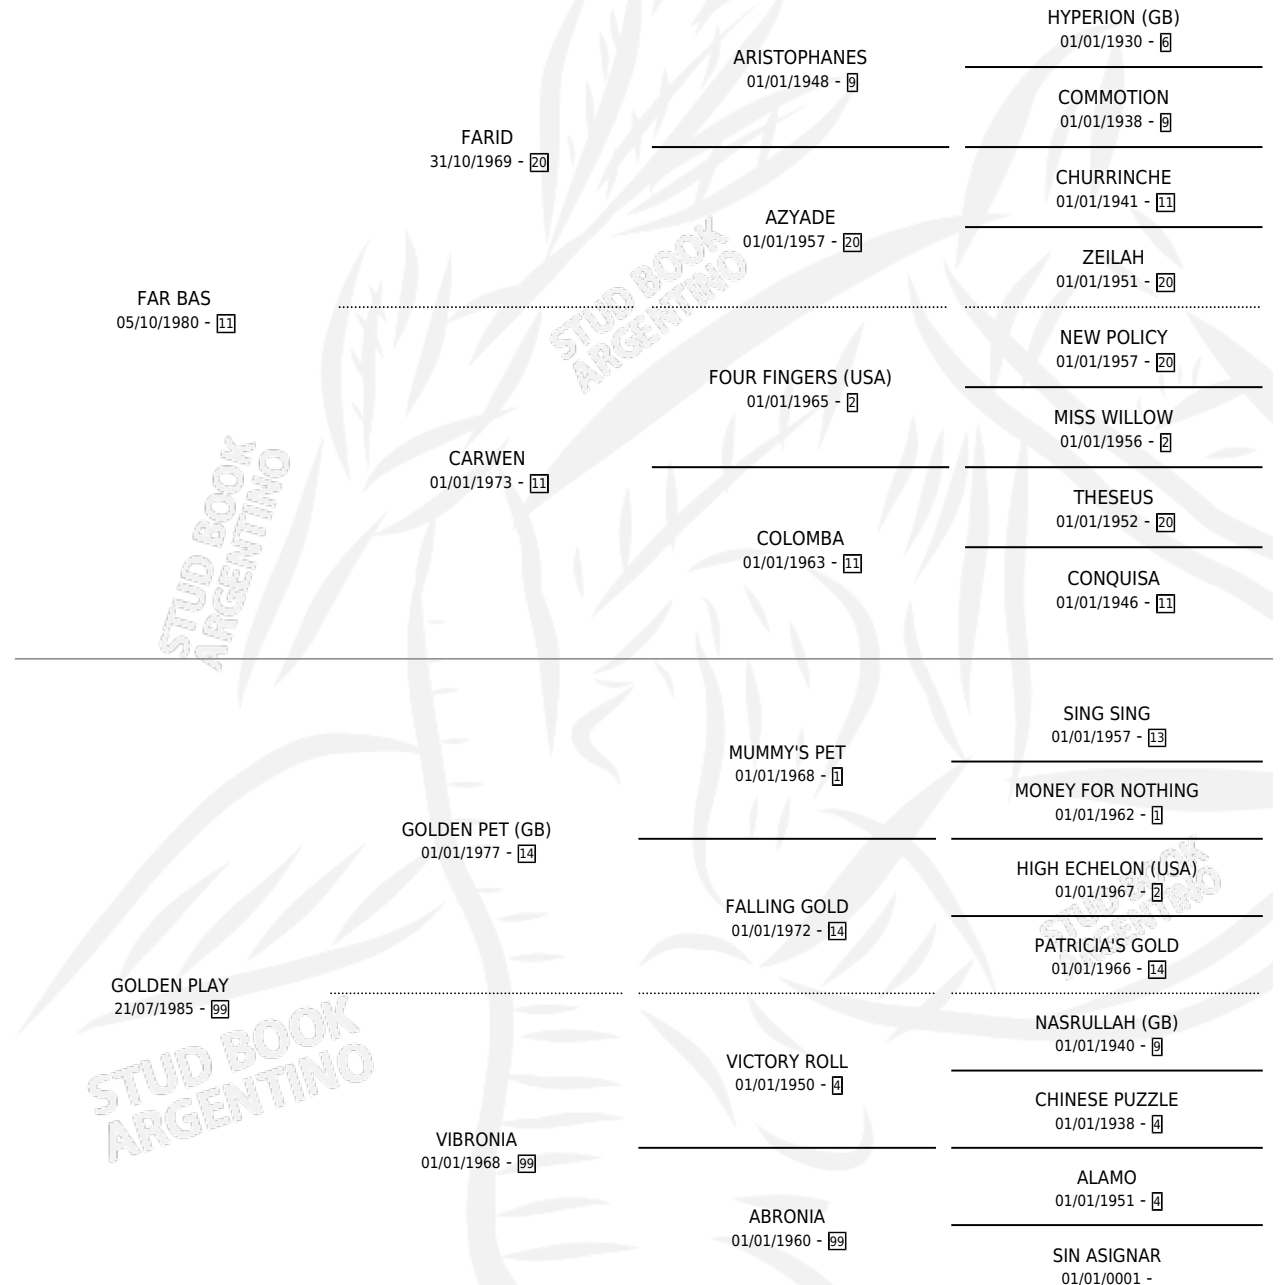 HYPERION (GB)
01/01/1930 - 6
ARISTOPHANES
01/01/1948 - 9
COMMOTION
01/01/1938 - 9
FARID
31/10/1969 - 20
CHURRINCHE
01/01/1941 - 11
AZYADE
01/01/1957 - 20
ZEILAH
01/01/1951 - 20
FAR BAS
05/10/1980 - 11
NEW POLICY
01/01/1957 - 20
FOUR FINGERS (USA)
01/01/1965 - 2
MISS WILLOW
01/01/1956 - 2
CARWEN
01/01/1973 - 11
THESEUS
01/01/1952 - 20
COLOMBA
01/01/1963 - 11
CONQUISA
01/01/1946 - 11
SING SING
01/01/1957 - 13
MUMMY'S PET
01/01/1968 - 1
MONEY FOR NOTHING
01/01/1962 - 1
GOLDEN PET (GB)
01/01/1977 - 14
HIGH ECHELON (USA)
01/01/1967 - 2
FALLING GOLD
01/01/1972 - 14
PATRICIA'S GOLD
01/01/1966 - 14
GOLDEN PLAY
21/07/1985 - 99
NASRULLAH (GB)
01/01/1940 - 9
VICTORY ROLL
01/01/1950 - 4
CHINESE PUZZLE
01/01/1938 - 4
VIBRONIA
01/01/1968 - 99
ALAMO
01/01/1951 - 4
ABRONIA
01/01/1960 - 99
SIN ASIGNAR
01/01/0001 -
STUD BOOK
ARGENTINO
STUD BOOK
ARGENTINO
STUD BOOK
ARGENTINO
STUD BOOK
ARGENTINO